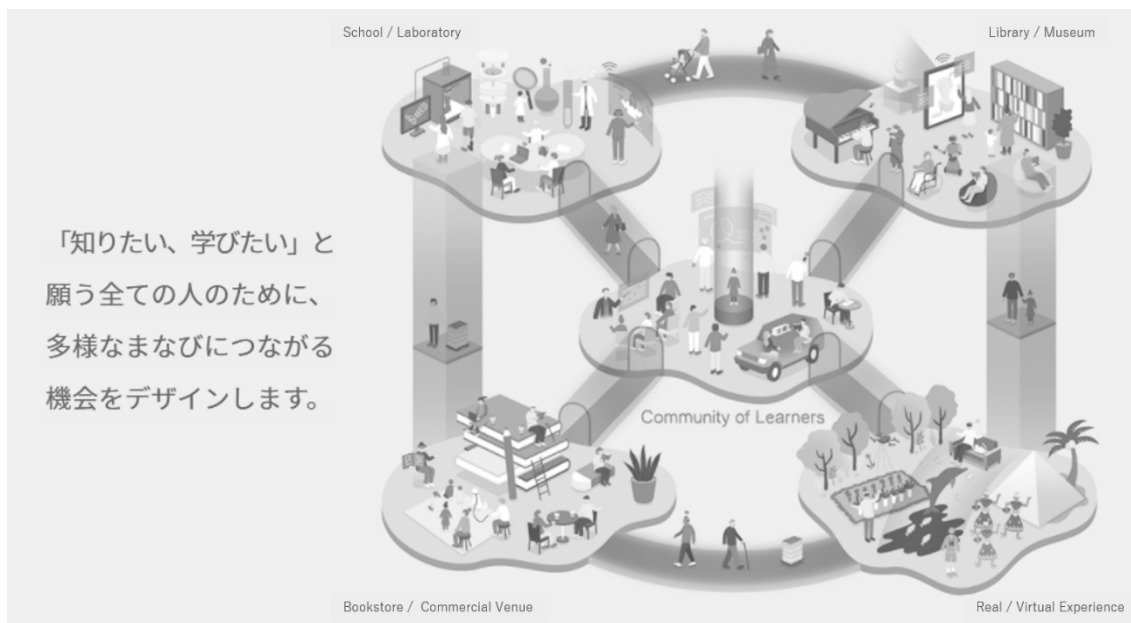 School / Laboratory
Library / Museum
「知りたい、学びたい」と
願う全ての人のために、
多様なまなびにつながる
機会をデザインします。
Community of Learners
Bookstore / Commercial Venue
Real / Virtual Experience